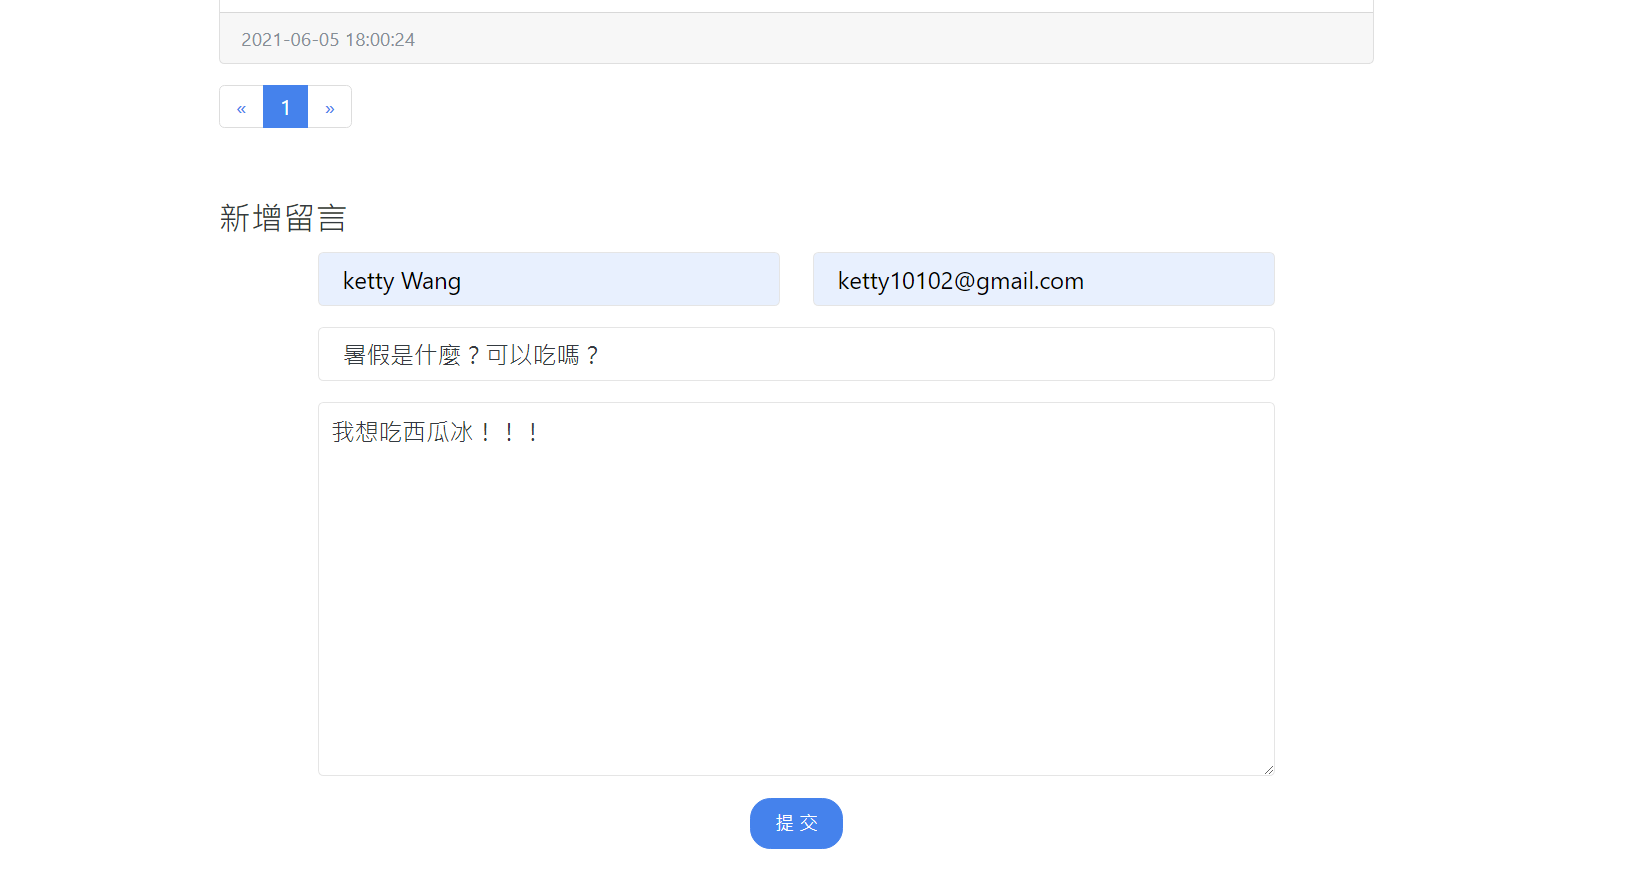 2021-06-05 18:00:24
« 1 »
新增留言
ketty Wang
ketty10102@gmail.com
暑假是什麼？可以吃嗎？
我想吃西瓜冰！！！
提交